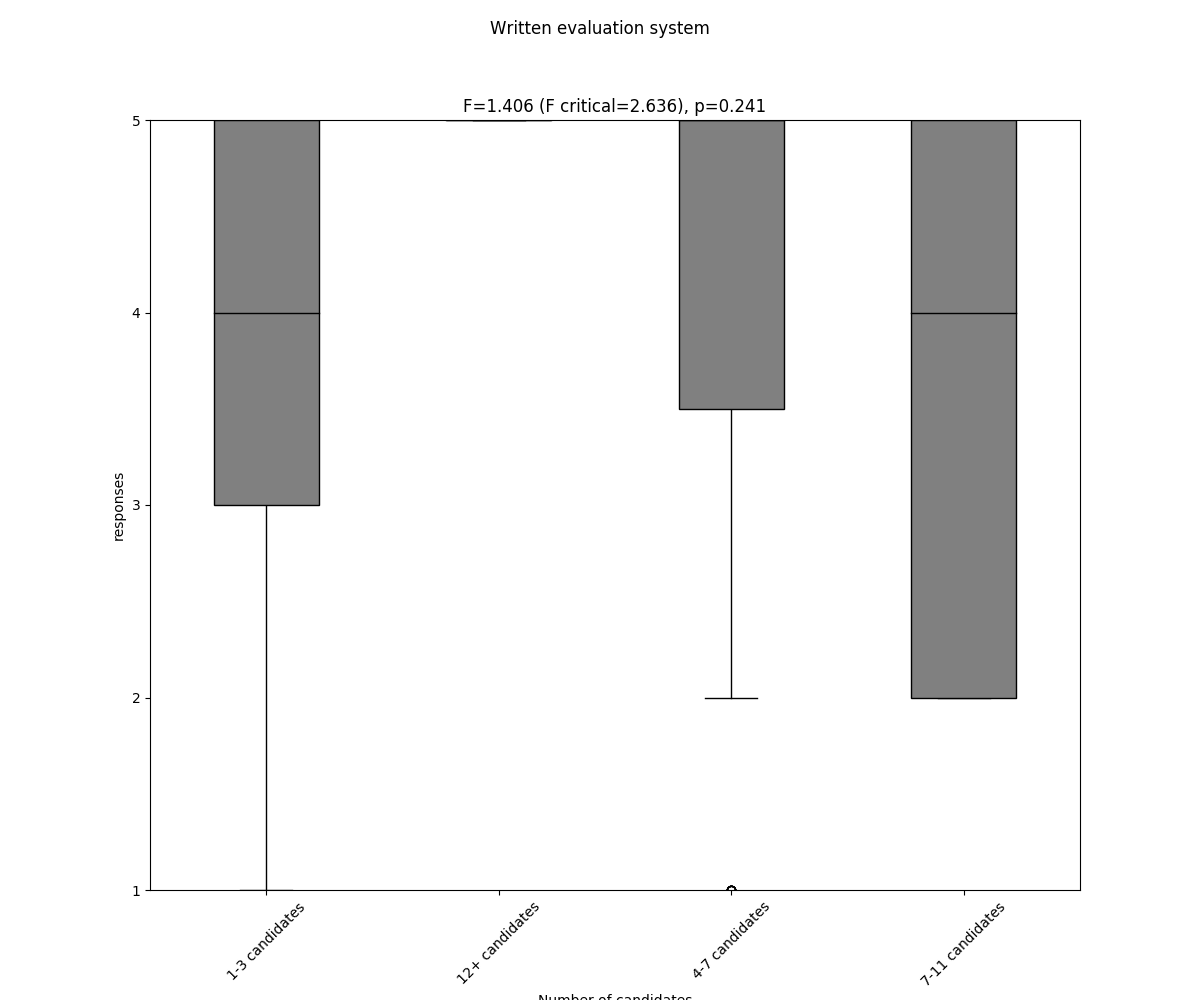 Written evaluation system
F=1.406 (F critical=2.636), p=0.241
5
4
3
2
1
responses
1-3 candidates
12+ candidates
4-7 candidates
7-11 candidates
Number of candidates